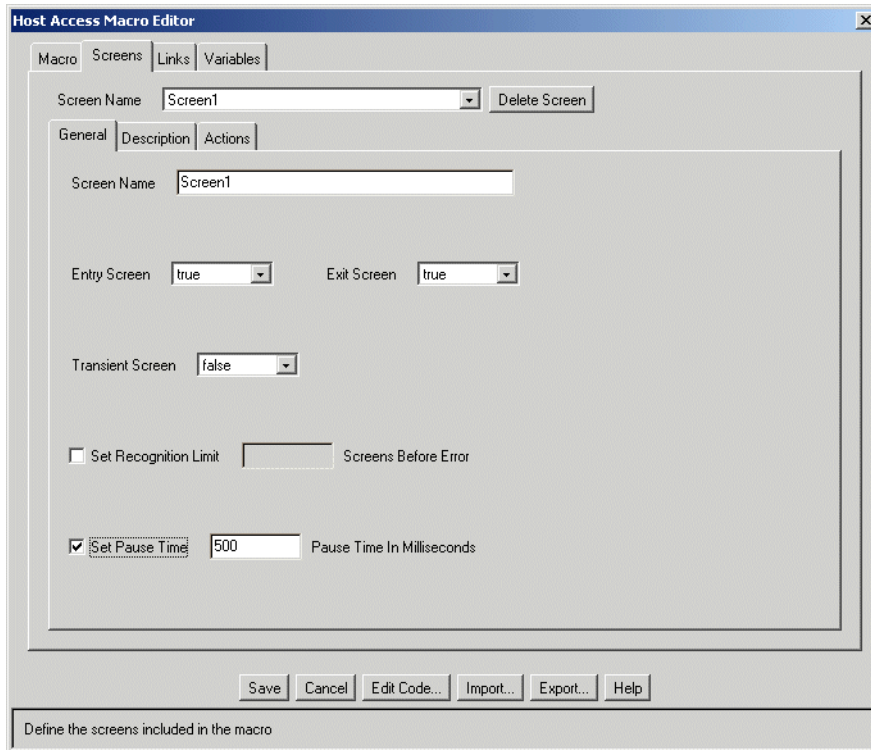 Host Access Macro Editor
Macro Screens Links Variables
Screen Name Screen1 Delete Screen
General Description Actions
Screen Name Screen1
Entry Screen true Exit Screen true
Transient Screen false
Set Recognition Limit Screens Before Error
Set Pause Time 500 Pause Time In Milliseconds
Save Cancel Edit Code... Import... Export... Help
Define the screens included in the macro